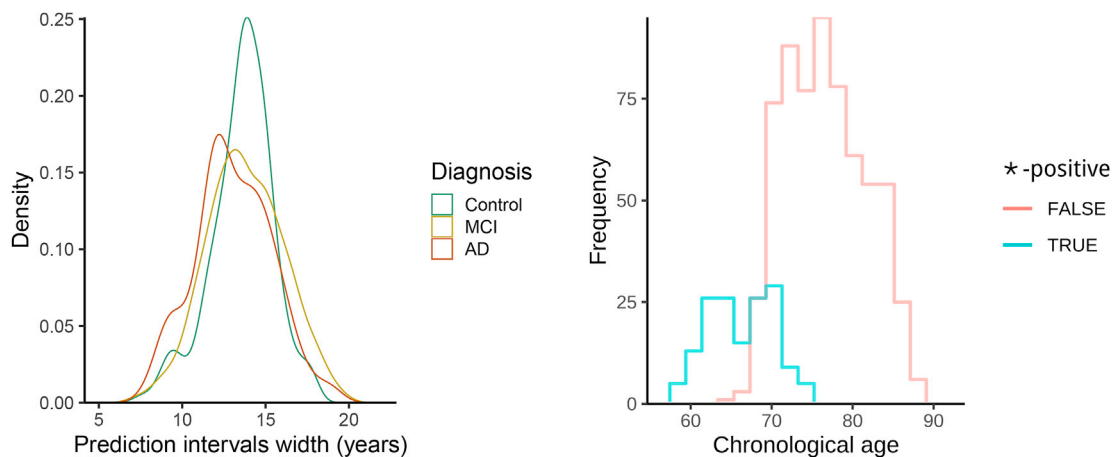 0.25
0.20
0.15
0.10
0.05
0.00
Density
5 10 15 20
Prediction intervals width (years)
Diagnosis
Control
MCI
AD
75
50
25
0
Frequency
60 70 80 90
Chronological age
*-positive
FALSE
TRUE